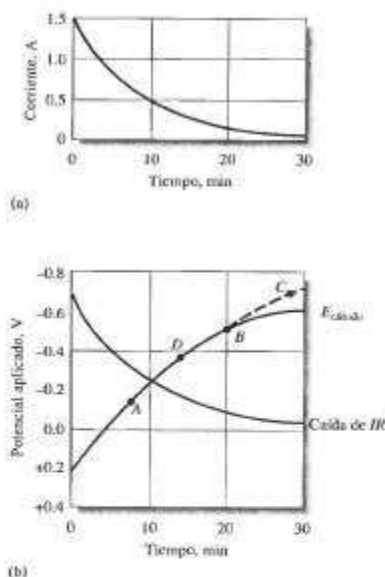 Corriente, A
1.5
1.0
0.5
0
0
10
20
30
Tiempo, min
(a)
Potencial aplicado, V
-0.8
-0.6
-0.4
-0.2
0.0
+0.2
+0.4
A
D
B
C
E cátodo
Caída de IR
0
10
20
30
Tiempo, min
(b)